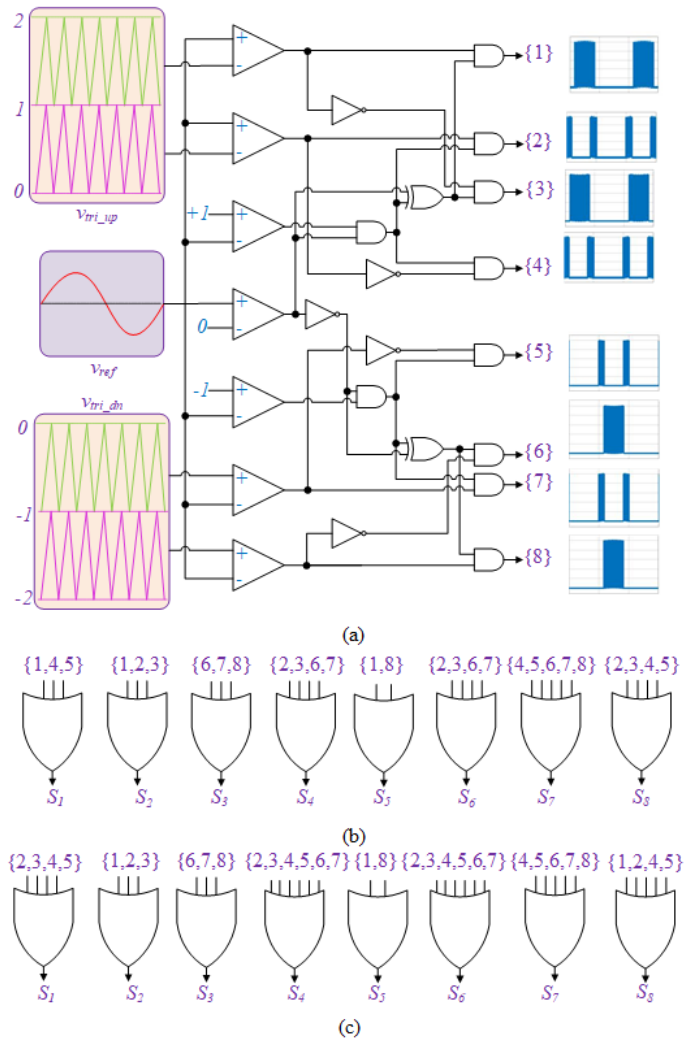 2
1
0
v_tri_up
+ - {1}
+ - {2}
{3}
+1 + -
{4}
v_ref
0 + -
{5}
-1 + -
v_tri_dn
0
-1
-2
{6}
+ - {7}
+ - {8}
(a)
{1,4,5} {1,2,3} {6,7,8} {2,3,6,7} {1,8} {2,3,6,7} {4,5,6,7,8} {2,3,4,5}
S1 S2 S3 S4 S5 S6 S7 S8
(b)
{2,3,4,5} {1,2,3} {6,7,8} {2,3,4,5,6,7} {1,8} {2,3,4,5,6,7} {4,5,6,7,8} {1,2,4,5}
S1 S2 S3 S4 S5 S6 S7 S8
(c)